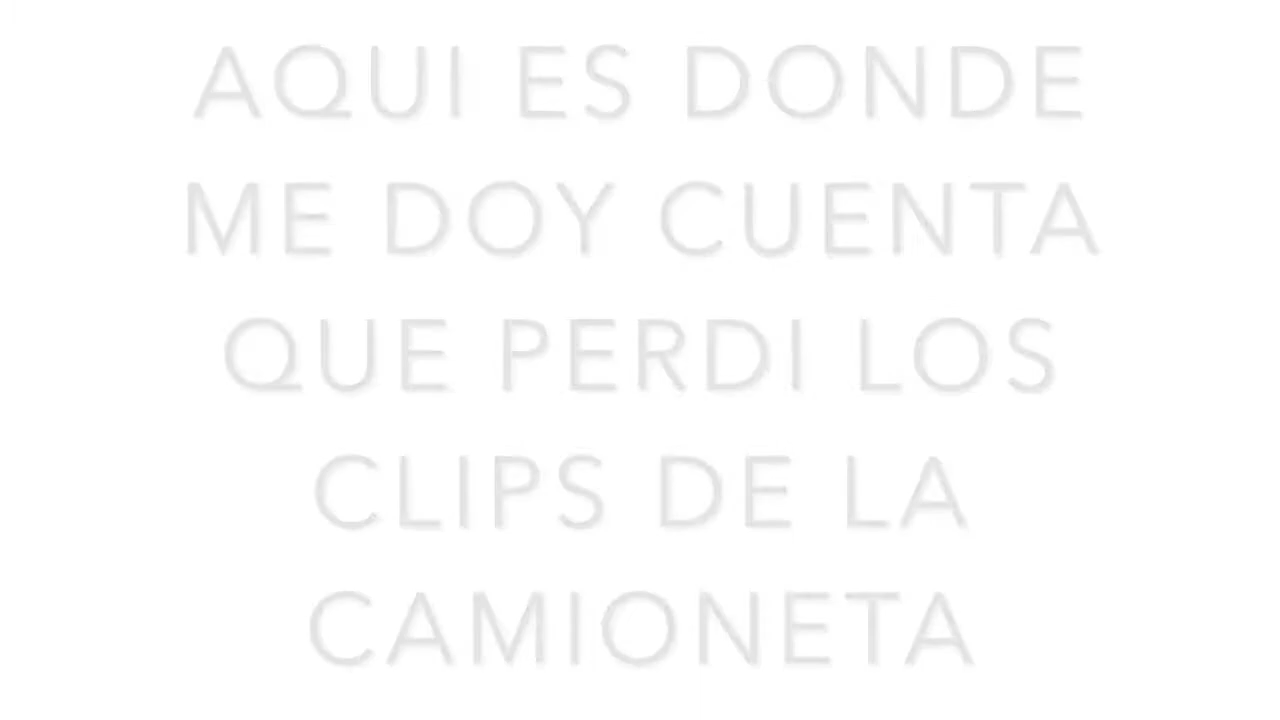 AQUI ES DONDE
ME DOY CUENTA
QUE PERDI LOS
CLIPS DE LA
CAMIONETA